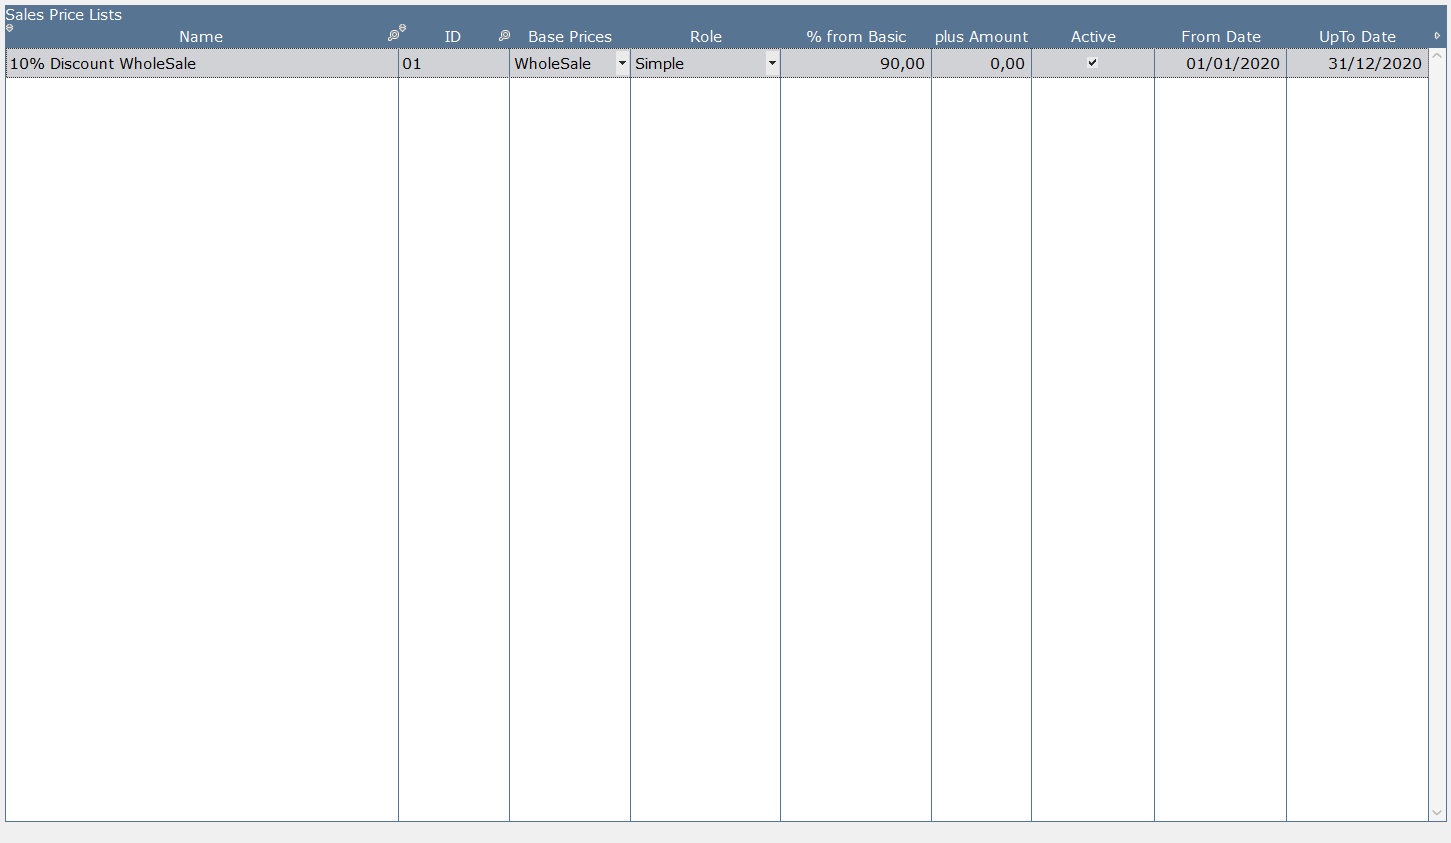 Sales Price Lists
Name ID Base Prices Role % from Basic plus Amount Active From Date UpTo Date
10% Discount WholeSale 01 WholeSale Simple 90,00 0,00 01/01/2020 31/12/2020